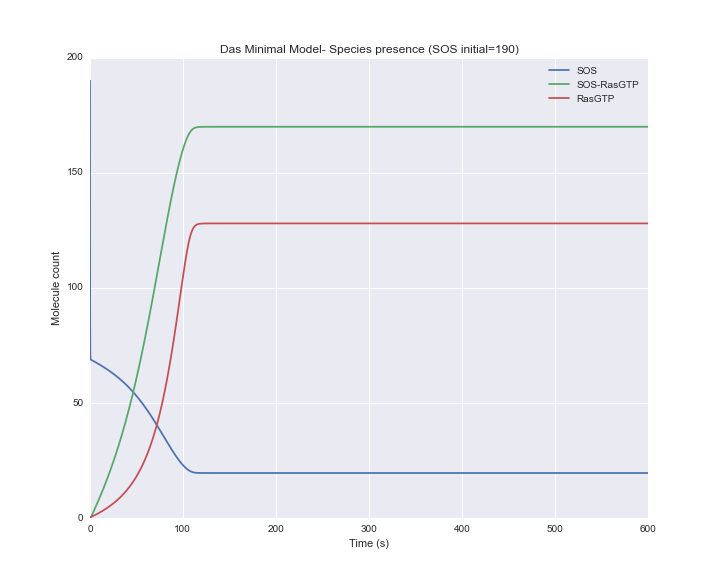 Das Minimal Model- Species presence (SOS initial=190)
200
150
100
50
0
Molecule count
SOS
SOS-RasGTP
RasGTP
0 100 200 300 400 500 600
Time (s)